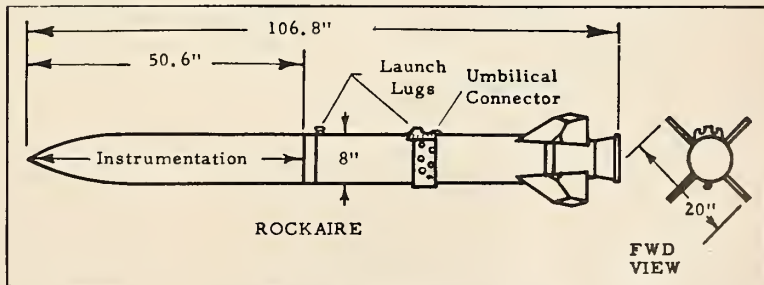 106.8"
50.6"
Launch
Lugs
Umbilical
Connector
Instrumentation
8"
20"
ROCKAIRE
FWD
VIEW